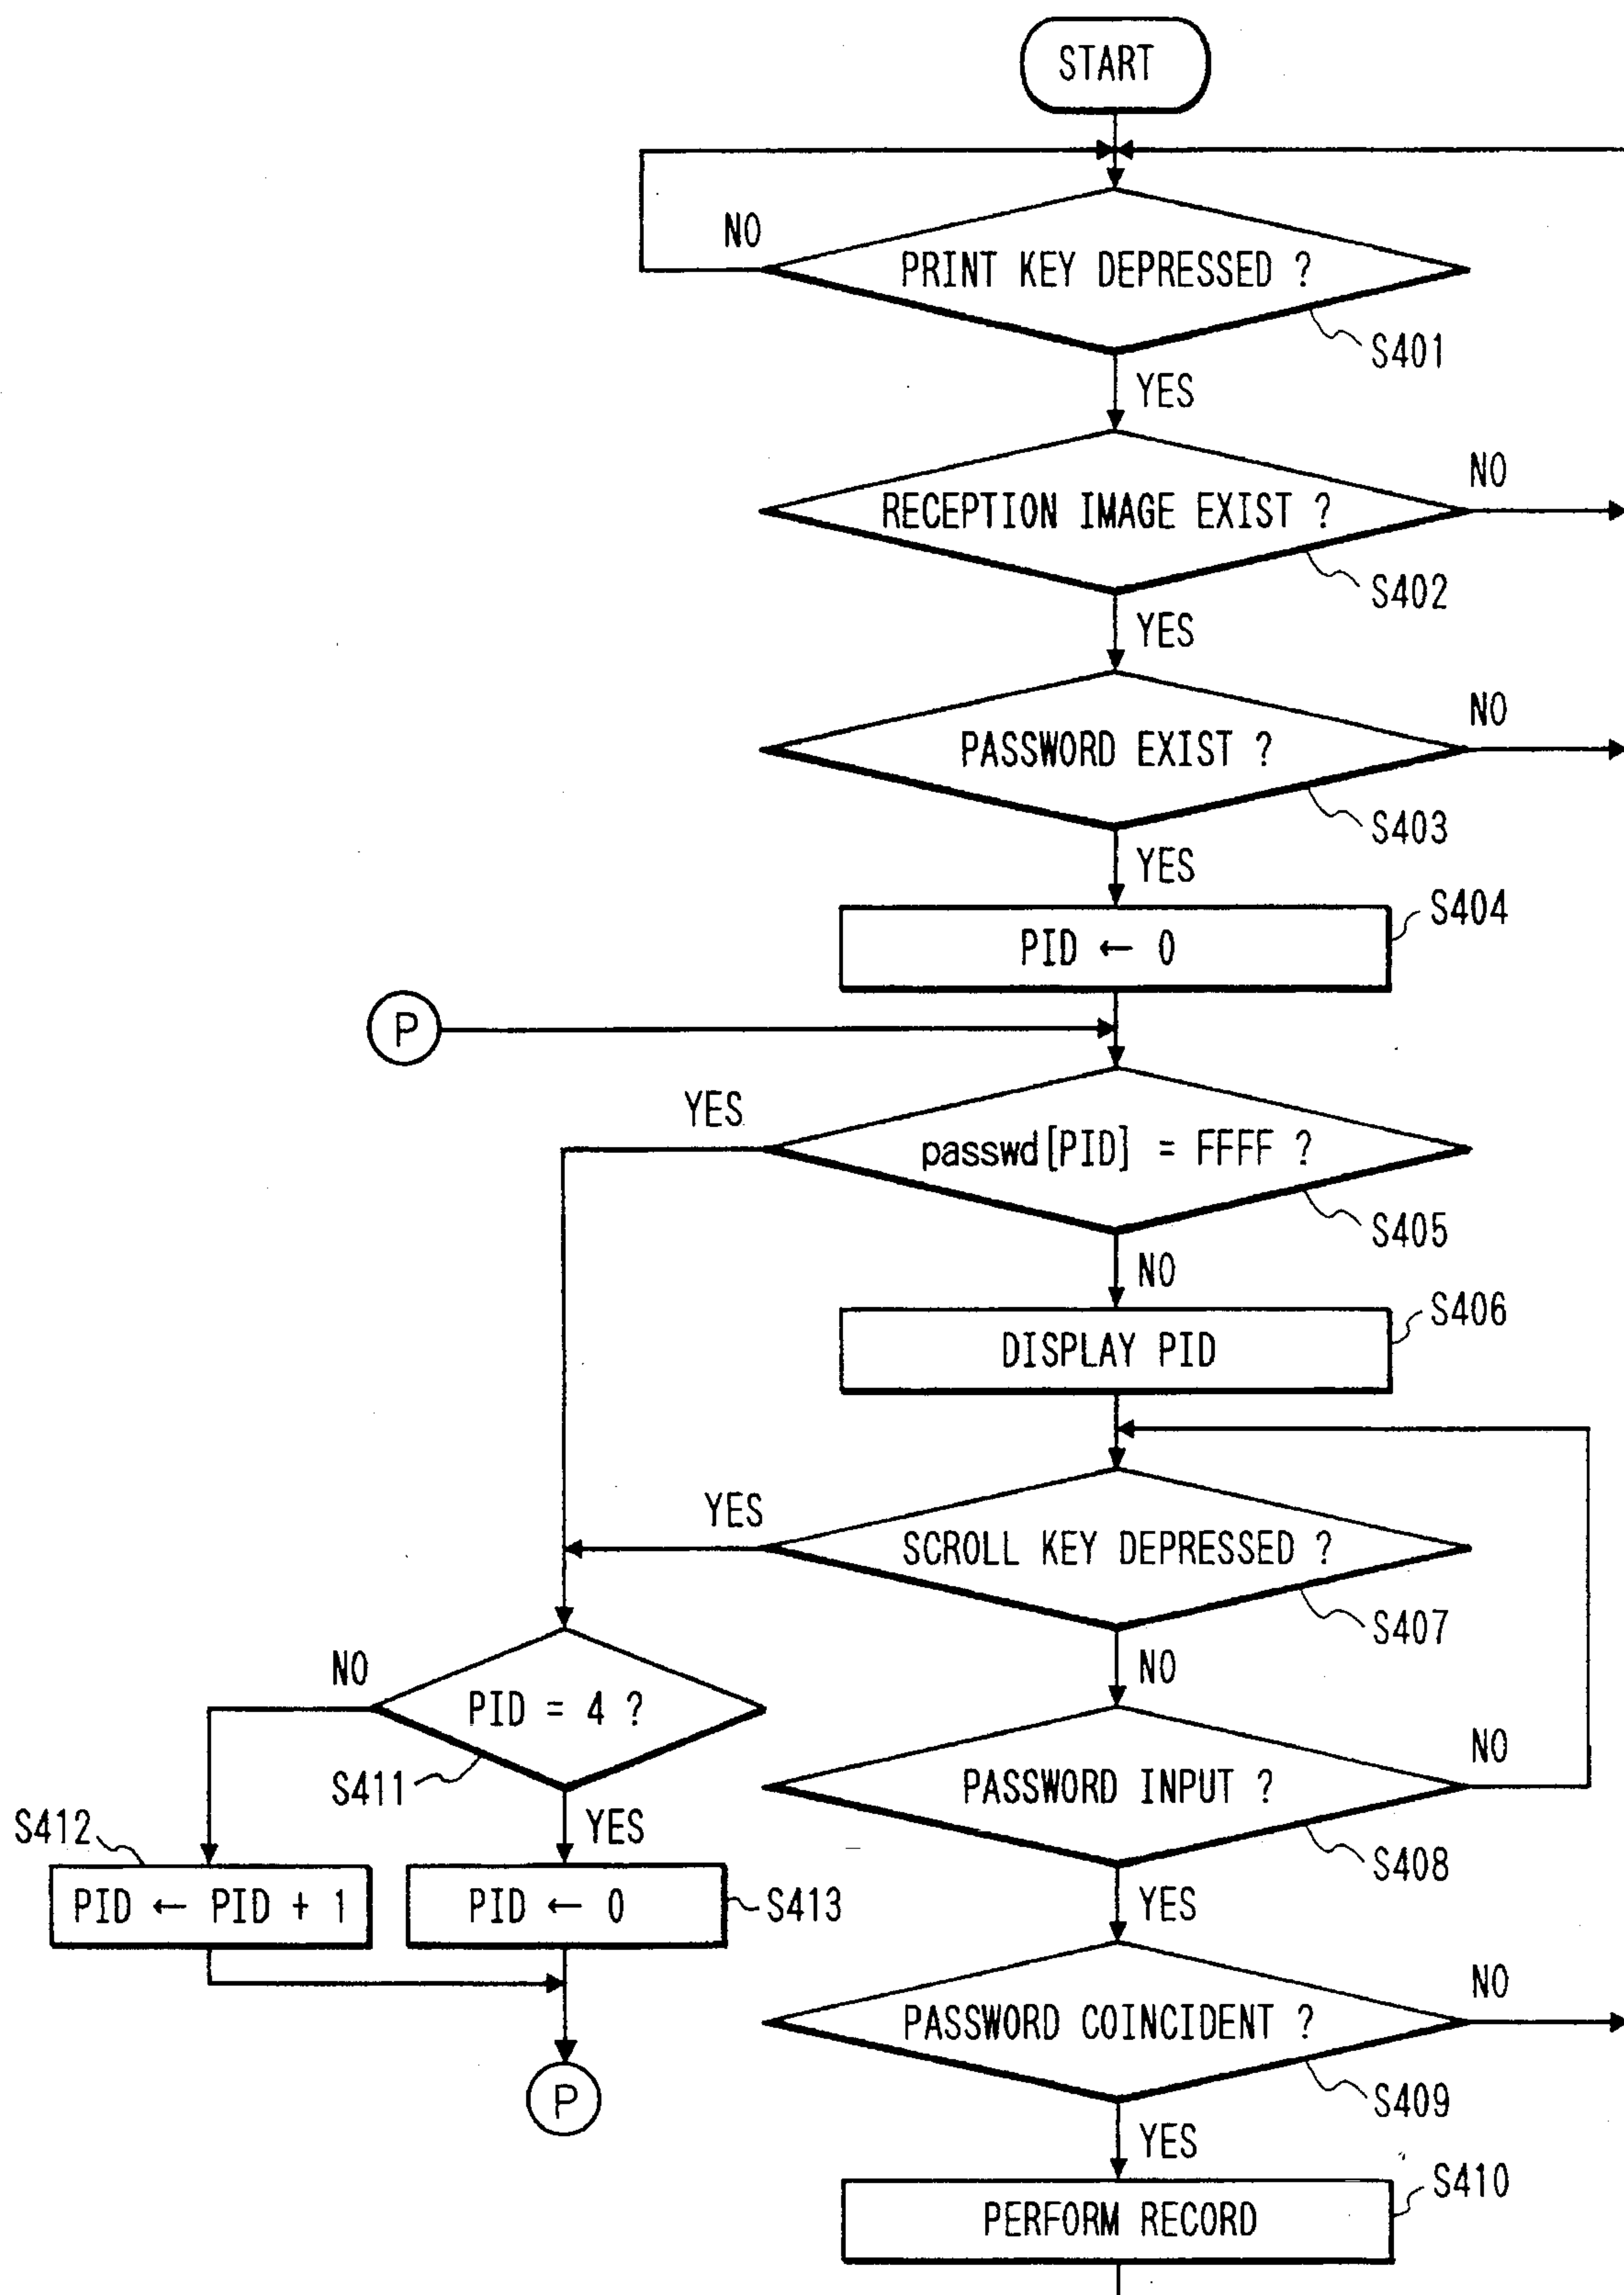 START
NO
PRINT KEY DEPRESSED ?
S401
YES
RECEPTION IMAGE EXIST ?
NO
S402
YES
PASSWORD EXIST ?
NO
S403
YES
S404
PID ← 0
P
YES
passwd[PID] = FFFF ?
S405
NO
S406
DISPLAY PID
YES
SCROLL KEY DEPRESSED ?
S407
NO
NO
PID = 4 ?
S411
PASSWORD INPUT ?
NO
S408
YES
S412
YES
PID ← PID + 1
PID ← 0
S413
PASSWORD COINCIDENT ?
NO
S409
P
YES
S410
PERFORM RECORD